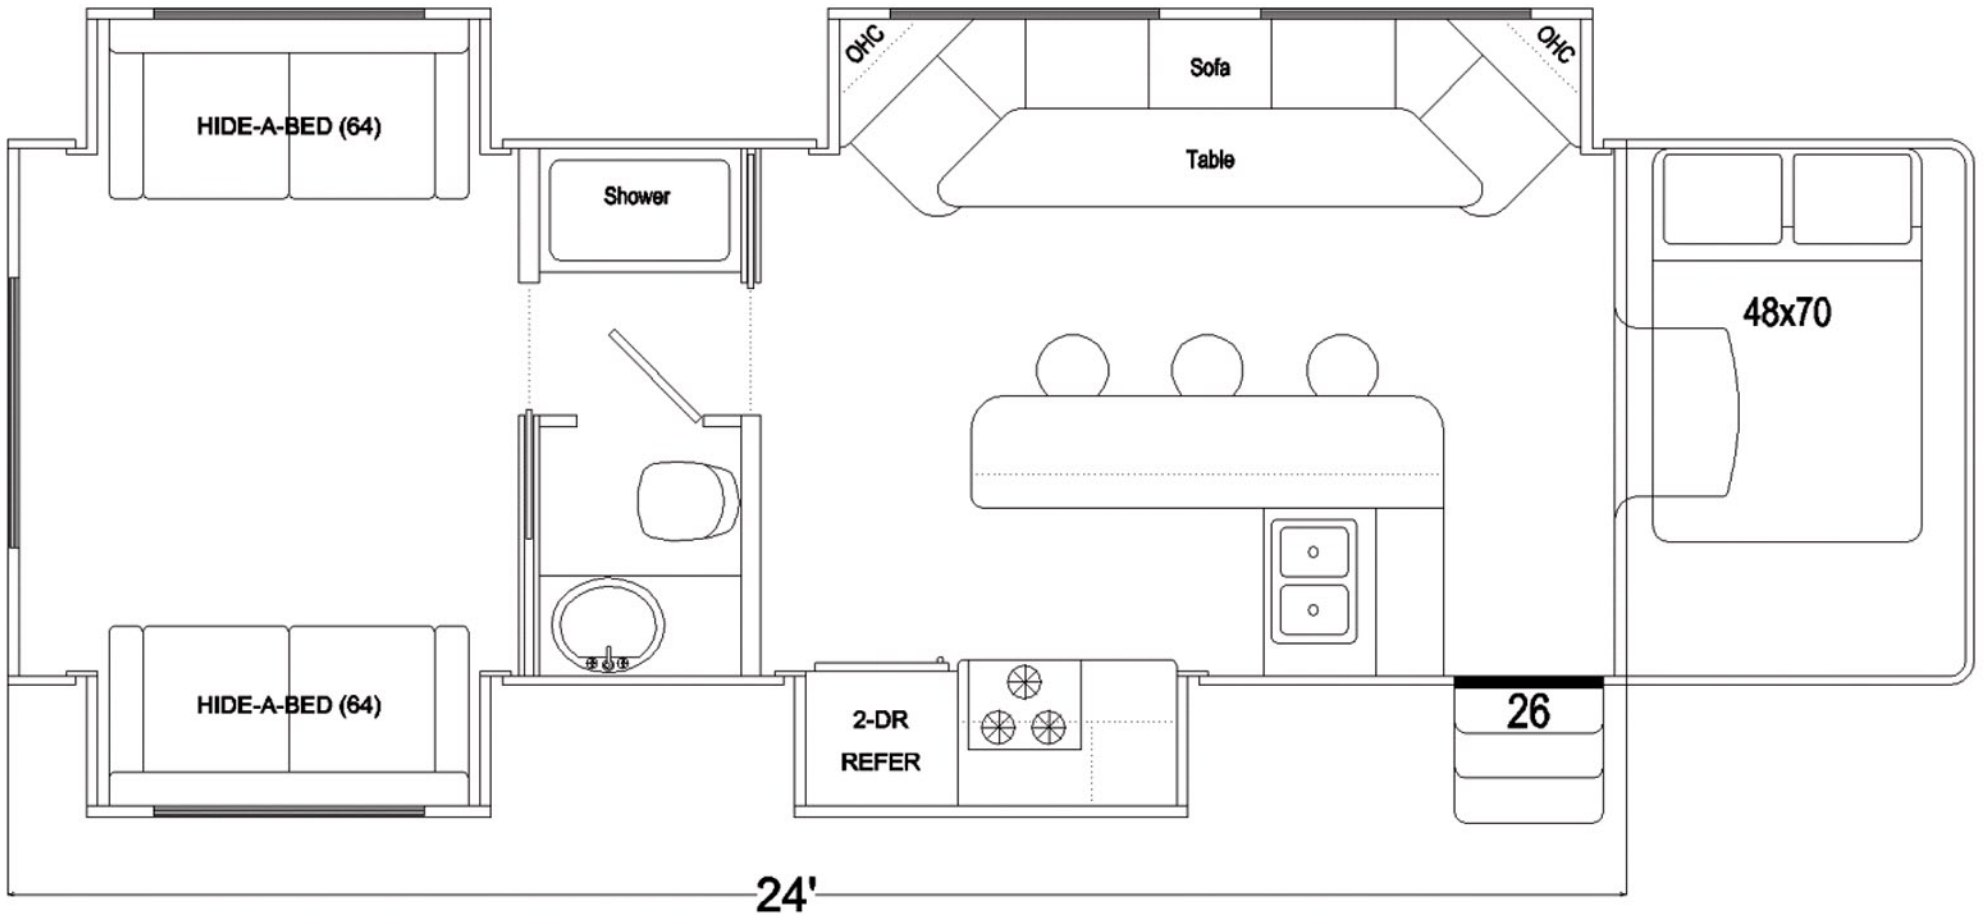 OHC
OHC
Sofa
HIDE-A-BED (64)
Table
Shower
48x70
HIDE-A-BED (64)
2-DR
REFER
26
24'